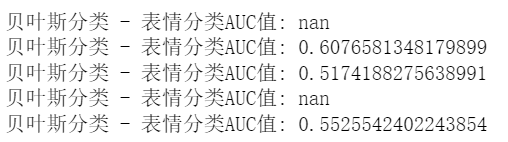 贝叶斯分类 - 表情分类AUC值: nan
贝叶斯分类 - 表情分类AUC值: 0.6076581348179899
贝叶斯分类 - 表情分类AUC值: 0.5174188275638991
贝叶斯分类 - 表情分类AUC值: nan
贝叶斯分类 - 表情分类AUC值: 0.5525542402243854